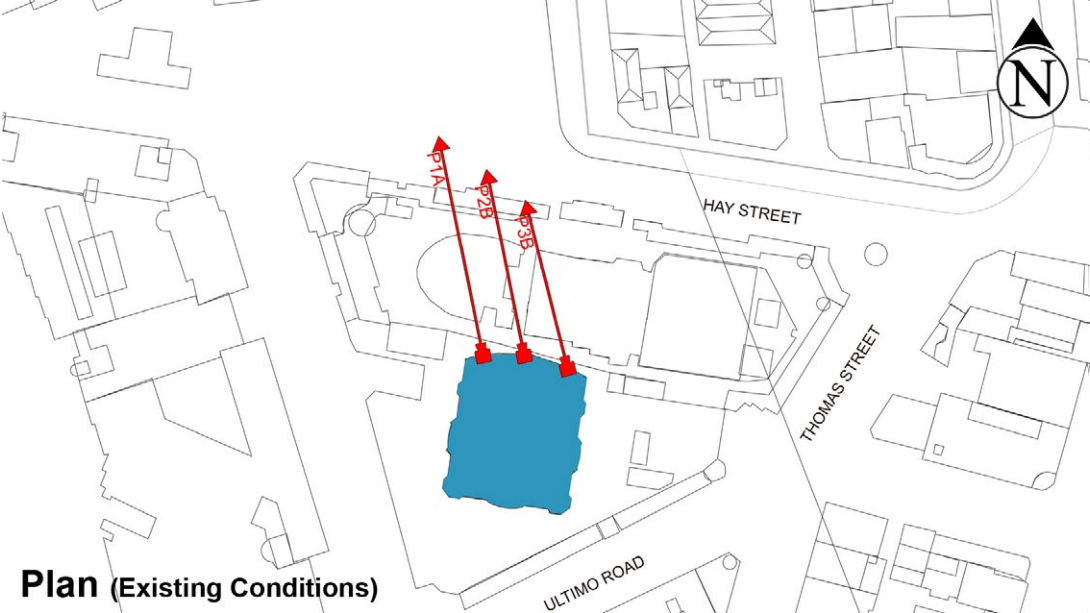 N
P1A
P2B
P3B
HAY STREET
THOMAS STREET
ULTIMO ROAD
Plan (Existing Conditions)